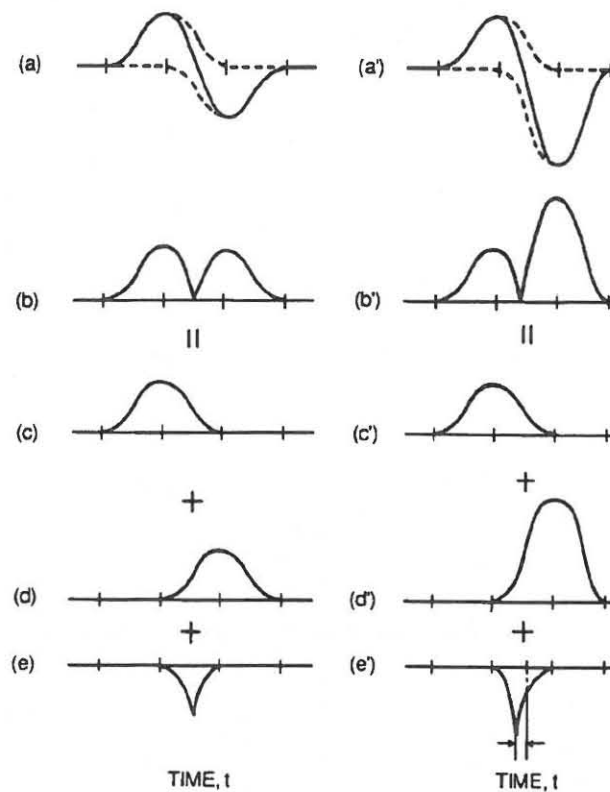 (a) (a')
(b) (b')
=
=
(c) (c')
+
+
(d) (d')
+
+
(e) (e')
TIME, t TIME, t